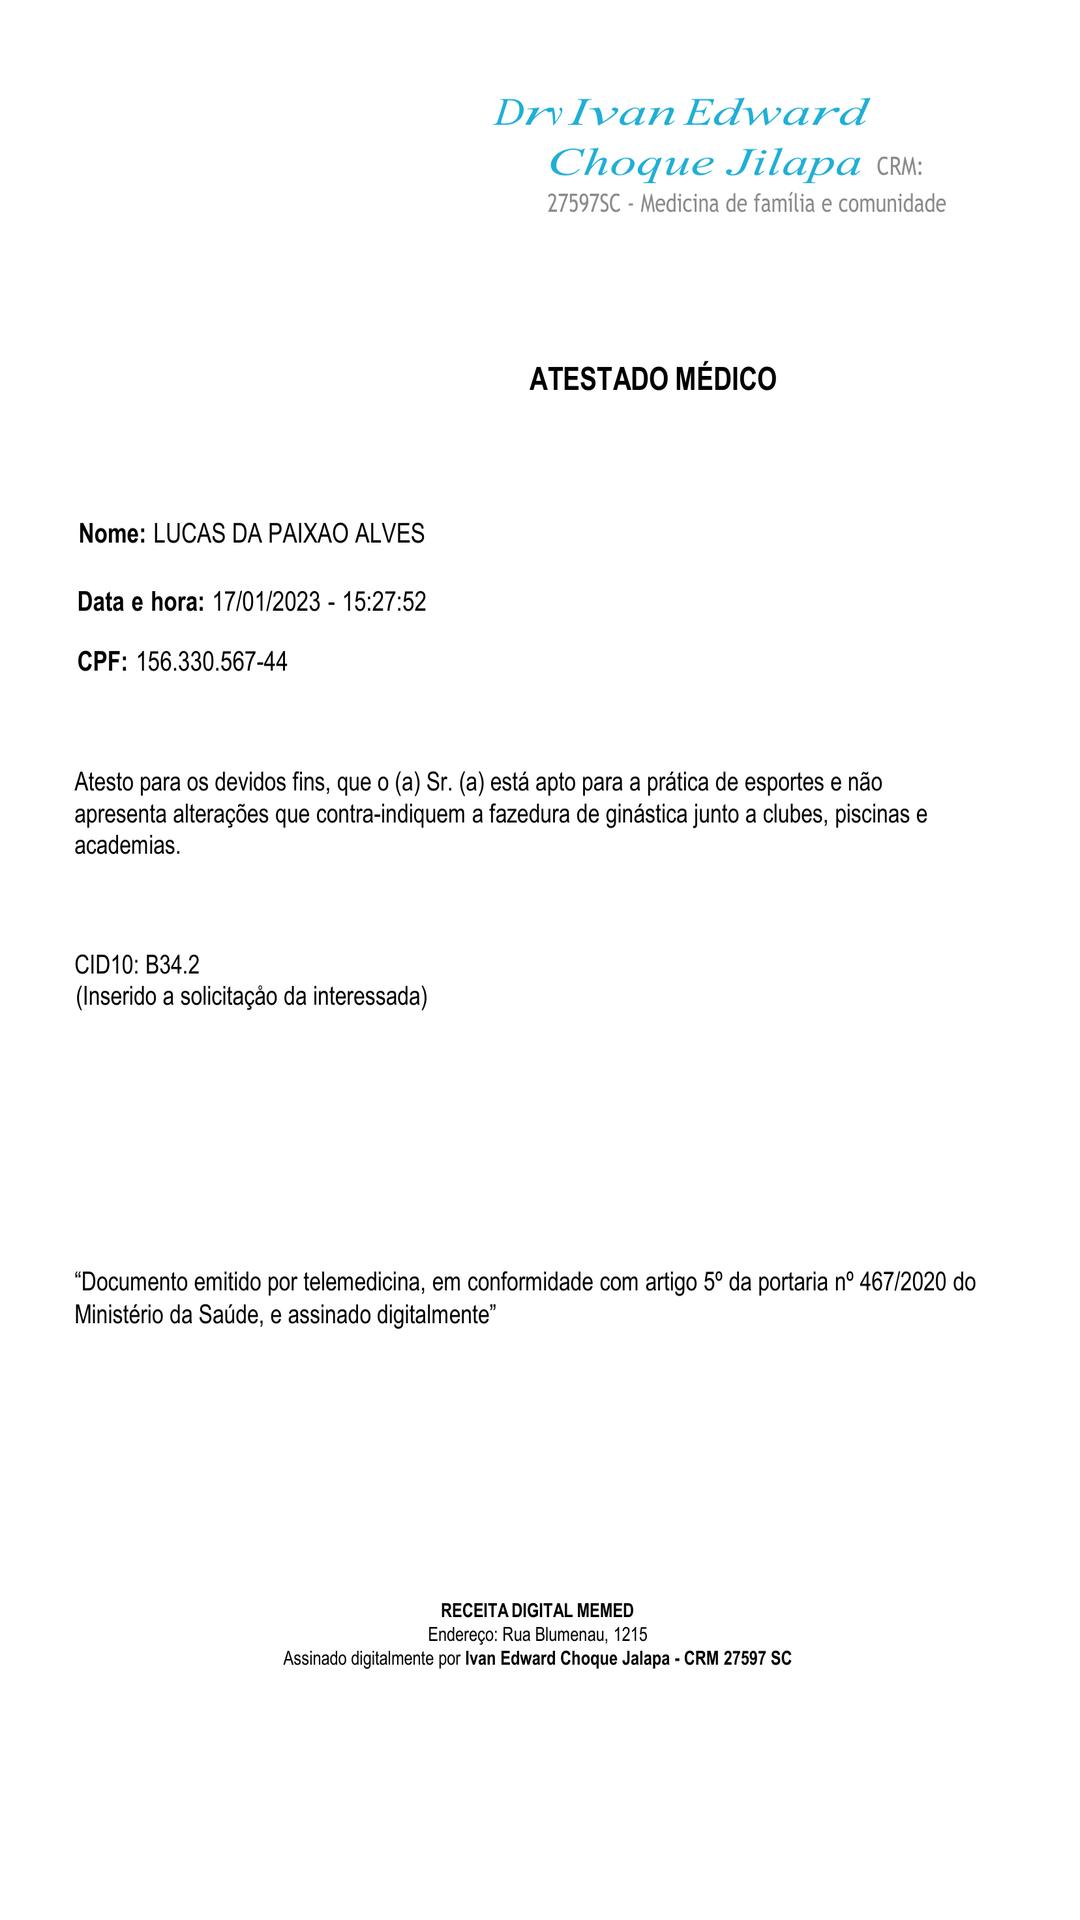 Drv Ivan Edward
Choque Jilapa CRM:
27597SC - Medicina de família e comunidade
ATESTADO MÉDICO
Nome: LUCAS DA PAIXAO ALVES
Data e hora: 17/01/2023 - 15:27:52
CPF: 156.330.567-44
Atesto para os devidos fins, que o (a) Sr. (a) está apto para a prática de esportes e não
apresenta alterações que contra-indiquem a fazedura de ginástica junto a clubes, piscinas e
academias.
CID10: B34.2
(Inserido a solicitaçåo da interessada)
“Documento emitido por telemedicina, em conformidade com artigo 5º da portaria nº 467/2020 do
Ministério da Saúde, e assinado digitalmente”
RECEITA DIGITAL MEMED
Endereço: Rua Blumenau, 1215
Assinado digitalmente por Ivan Edward Choque Jalapa - CRM 27597 SC